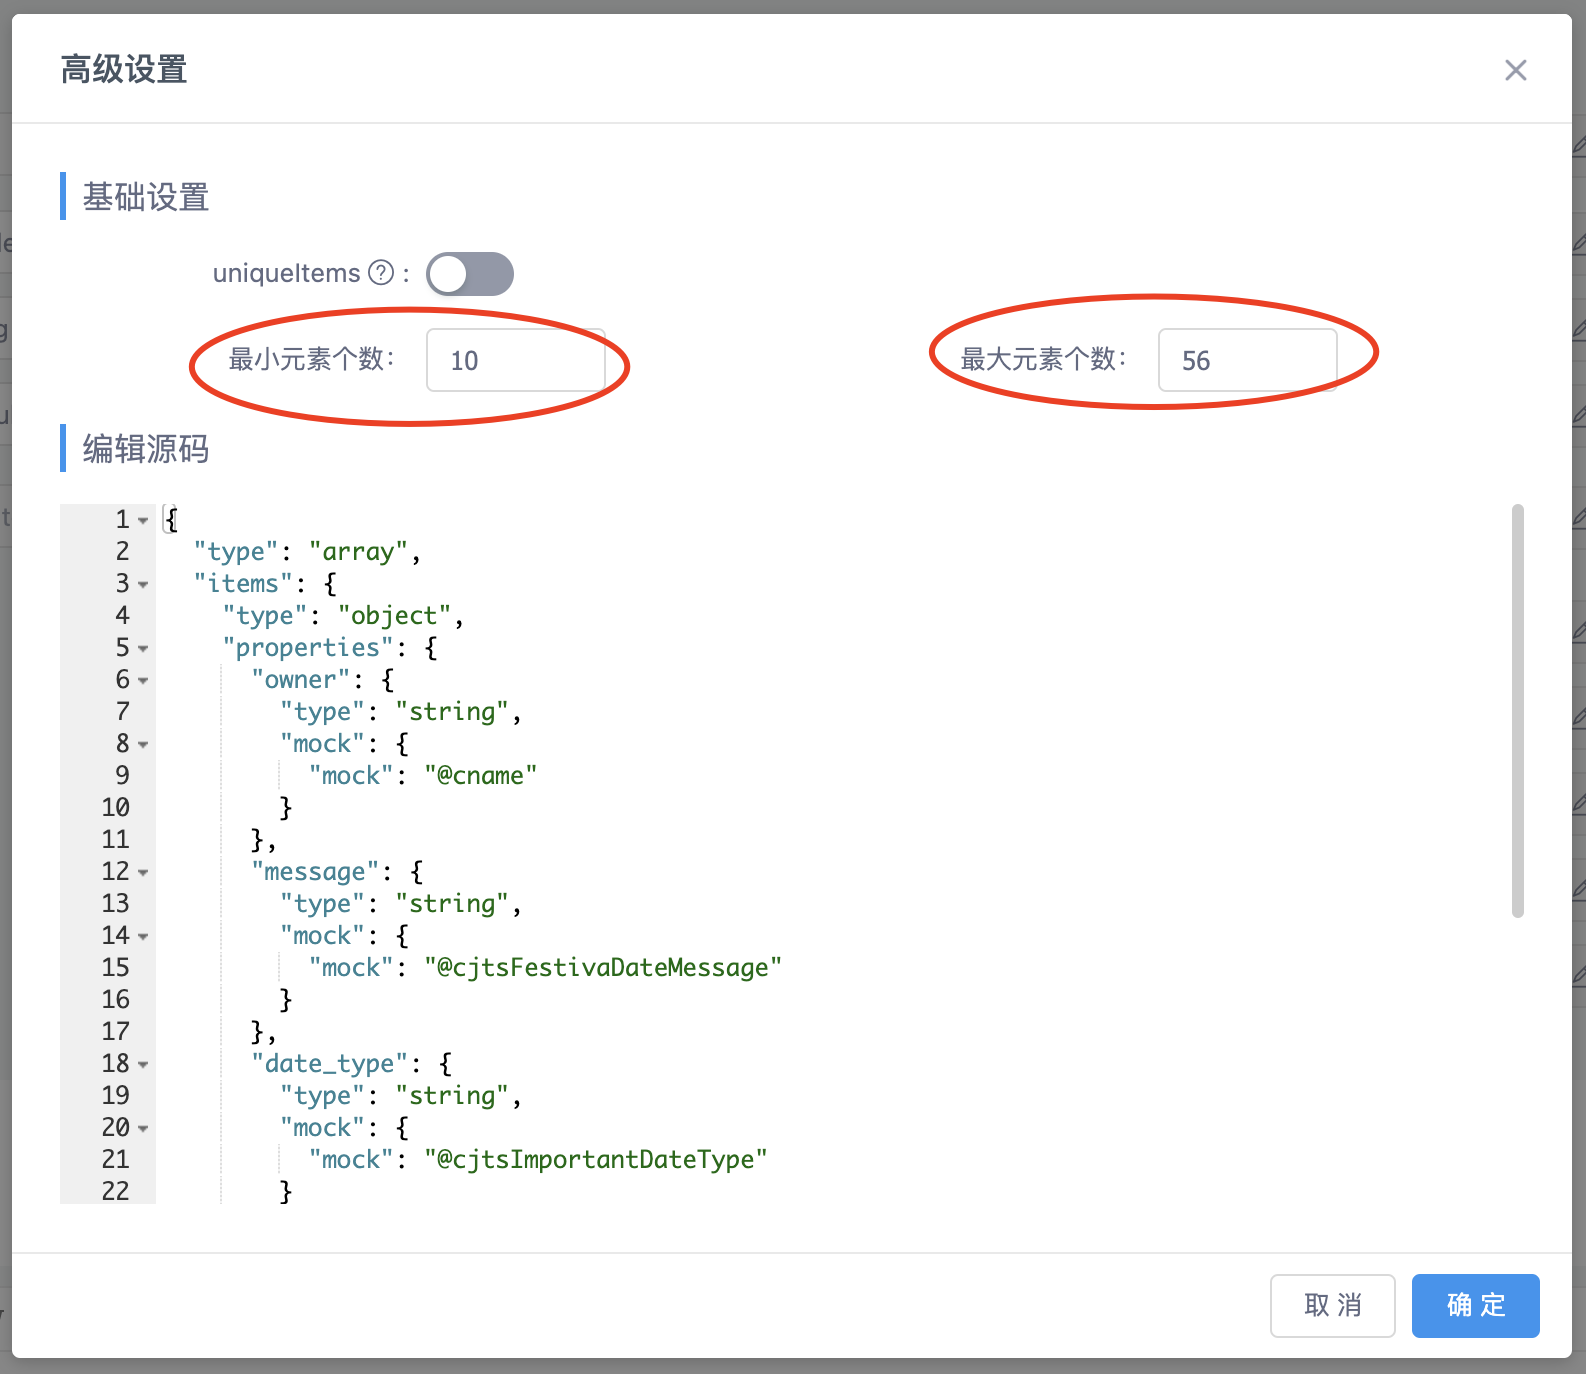 高级设置
基础设置
uniqueItems ? :
最小元素个数: 10
最大元素个数: 56
编辑源码
1 {
2 "type": "array",
3 "items": {
4 "type": "object",
5 "properties": {
6 "owner": {
7 "type": "string",
8 "mock": {
9 "mock": "@cname"
10 }
11 },
12 "message": {
13 "type": "string",
14 "mock": {
15 "mock": "@cjtsFestivaDateMessage"
16 }
17 },
18 "date_type": {
19 "type": "string",
20 "mock": {
21 "mock": "@cjtsImportantDateType"
22 }
取 消
确 定